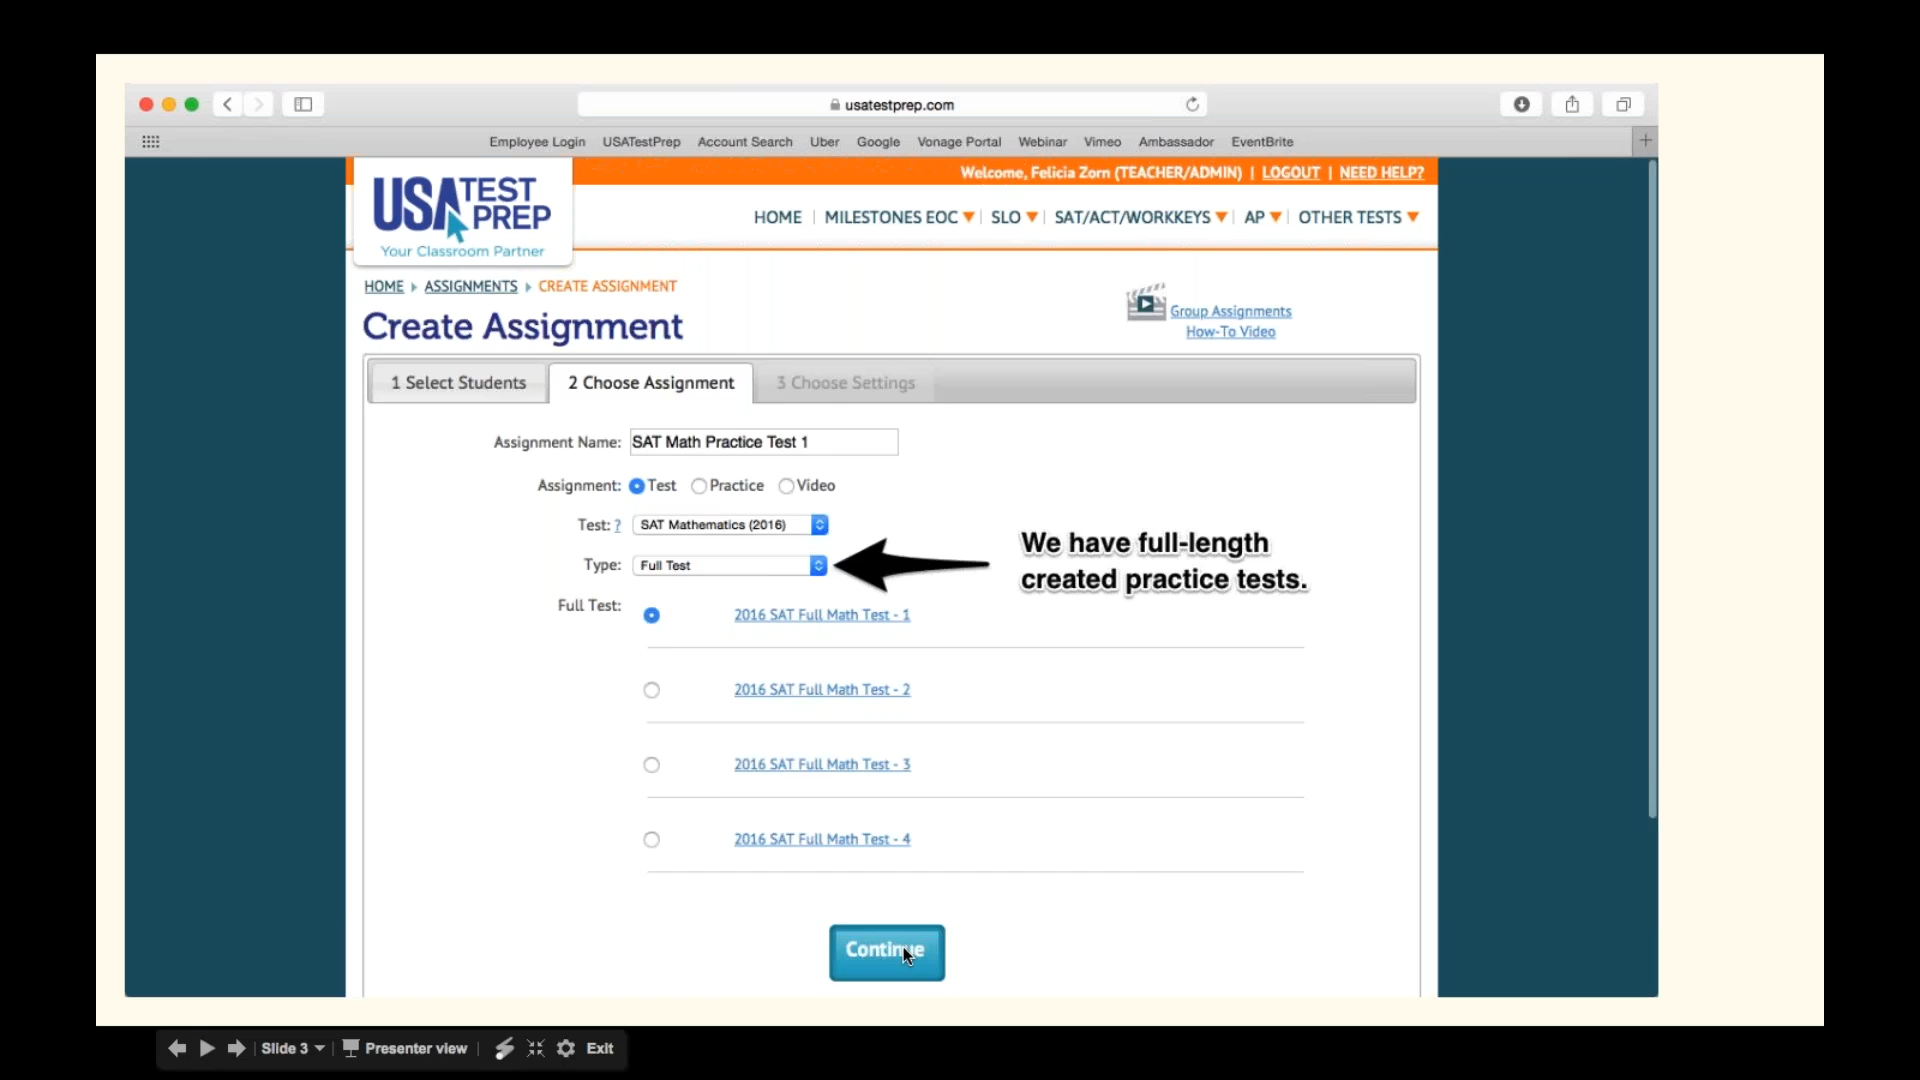 usatestprep.com
Employee Login USATestPrep Account Search Uber Google Vonage Portal Webinar Vimeo Ambassador EventBrite
Welcome, Felicia Zorn (TEACHER/ADMIN) | LOGOUT | NEED HELP?
USATESTPREP
Your Classroom Partner
HOME | MILESTONES EOC | SLO | SAT/ACT/WORKKEYS | AP | OTHER TESTS
HOME ASSIGNMENTS CREATE ASSIGNMENT
Create Assignment
Group Assignments
How-To Video
1 Select Students 2 Choose Assignment 3 Choose Settings
Assignment Name: SAT Math Practice Test 1
Assignment: Test Practice Video
Test: ? SAT Mathematics (2016)
Type: Full Test
We have full-length
created practice tests.
Full Test: 2016 SAT Full Math Test - 1
2016 SAT Full Math Test - 2
2016 SAT Full Math Test - 3
2016 SAT Full Math Test - 4
Continue
Slide 3 | Presenter view | Exit